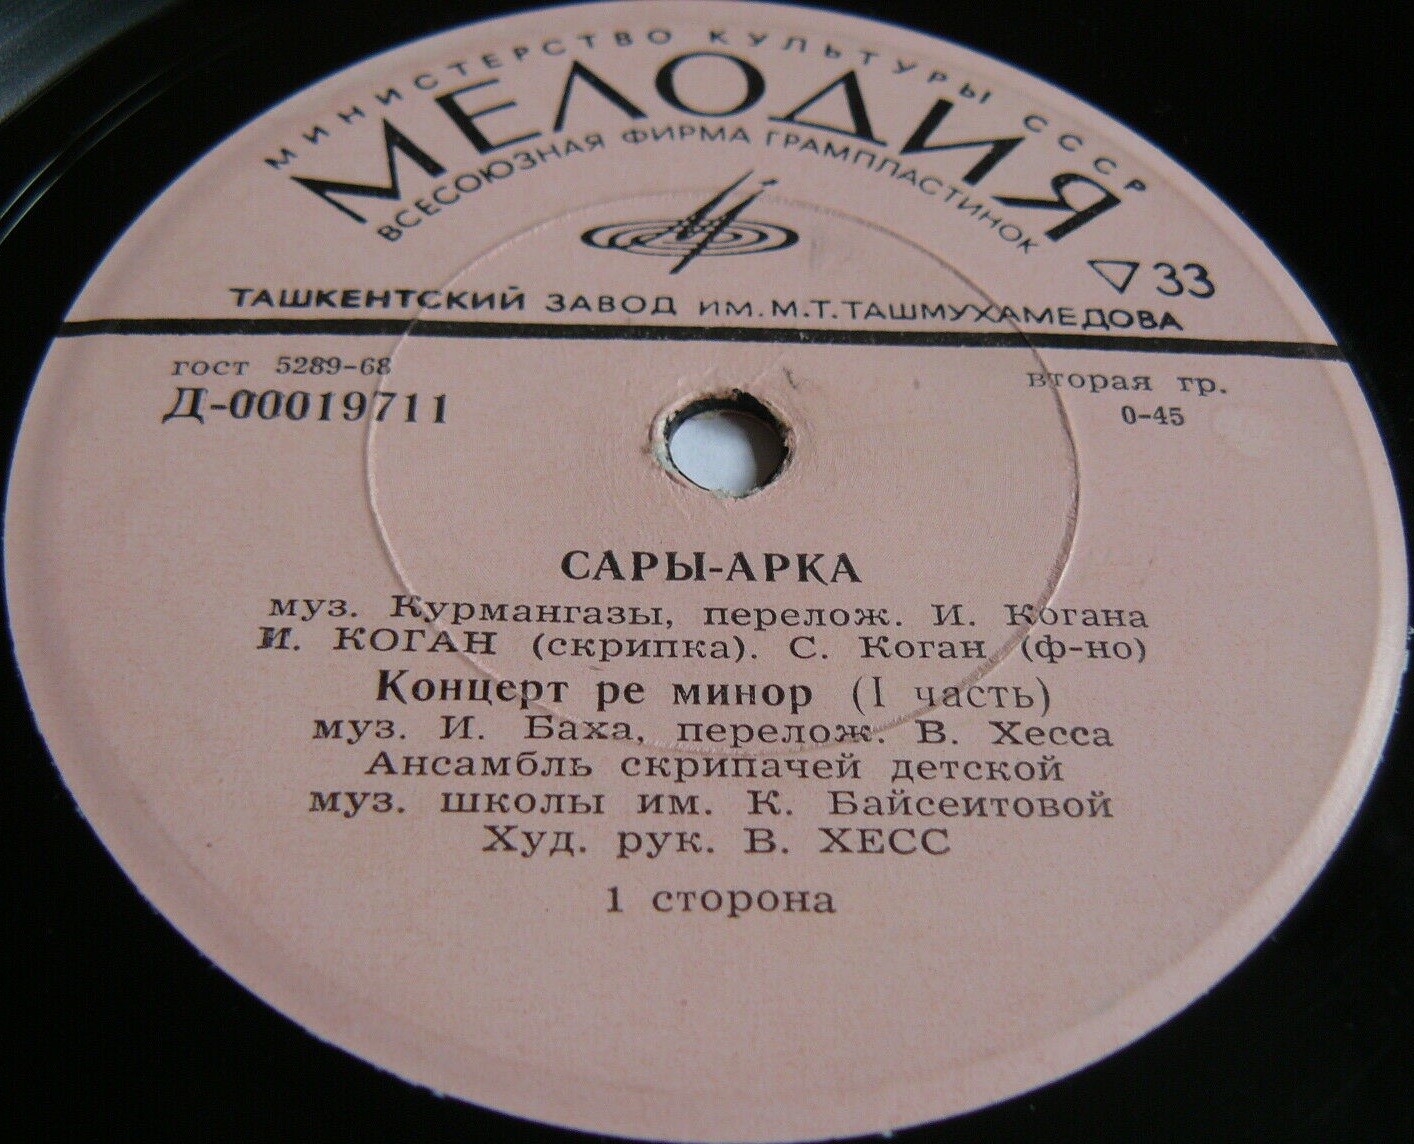 МИНИСТЕРСТВО КУЛЬТУРЫ СССР
МЕЛОДИЯ
ВСЕСОЮЗНАЯ ФИРМА ГРАМПЛАСТИНОК
33
ТАШКЕНТСКИЙ ЗАВОД ИМ. М.Т. ТАШМУХАМЕДОВА
гост 5289-68
вторая гр.
Д-00019711
0-45
САРЫ-АРКА
муз. Курмангазы, перелож. И. Когана
И. КОГАН (скрипка). С. Коган (ф-но)
Концерт ре минор (I часть)
муз. И. Баха, перелож. В. Хесса
Ансамбль скрипачей детской
муз. школы им. К. Байсеитовой
Худ. рук. В. ХЕСС
1 сторона